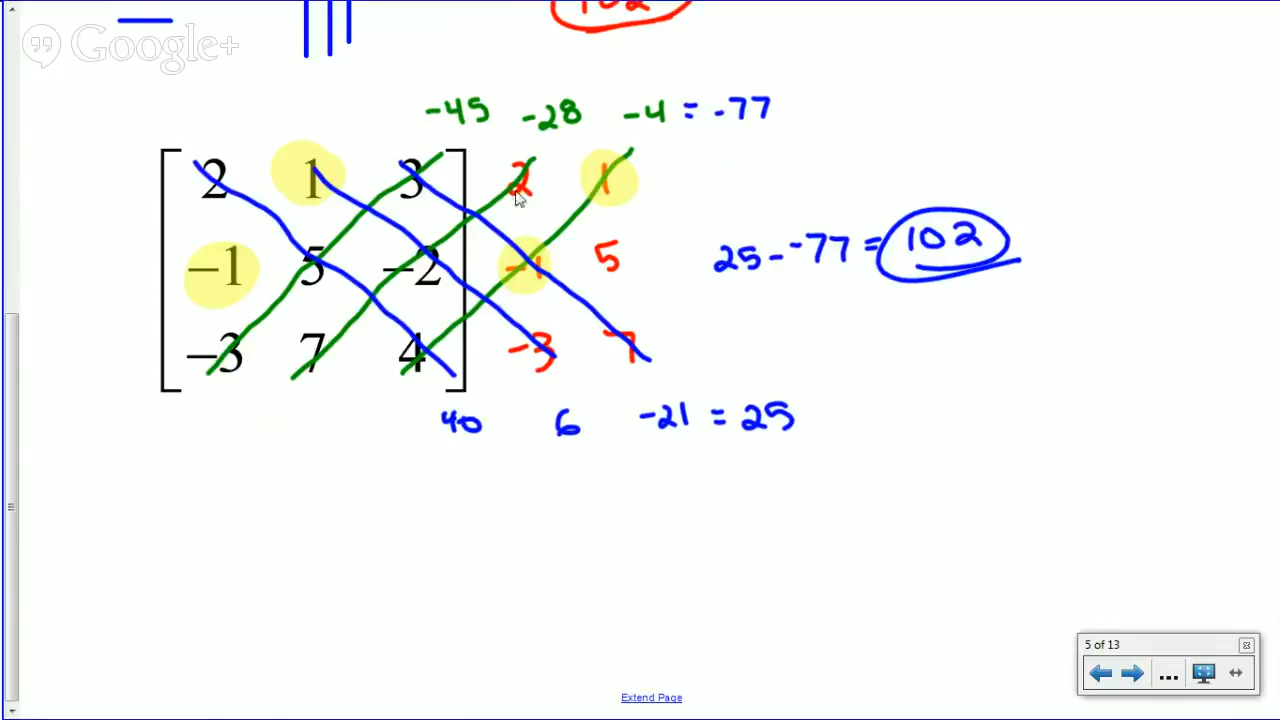 102
Google+
-45 -28 -4 = -77
2 1 3 2 1
-1 5 -2 -1 5
25 - -77 = 102
-3 7 4 -3 7
40 6 -21 = 25
5 of 13
...
Extend Page